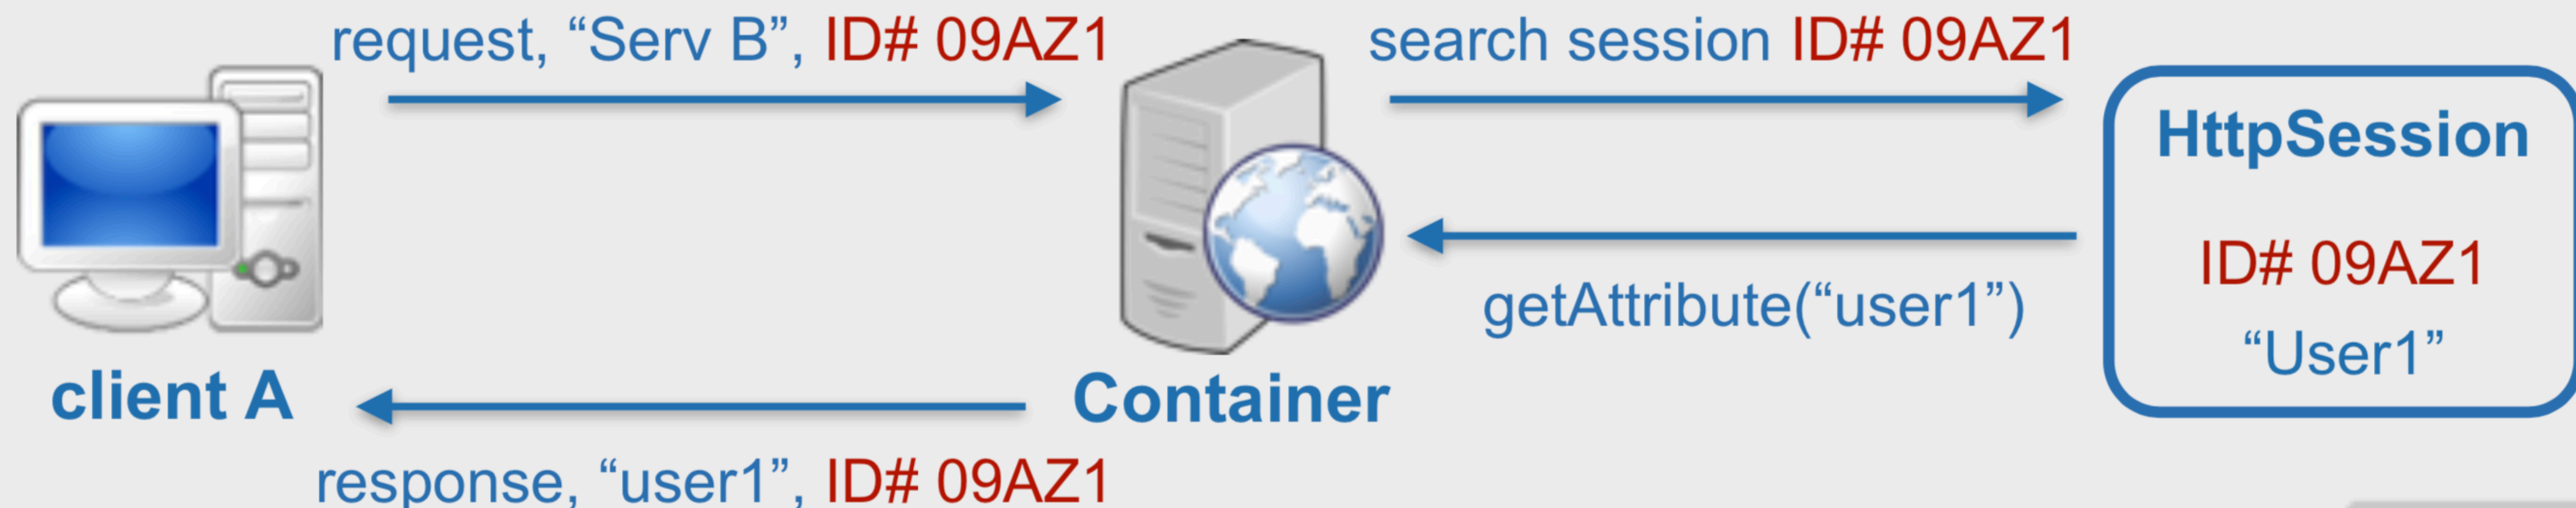 request, “Serv B”, ID# 09AZ1
search session ID# 09AZ1
HttpSession
ID# 09AZ1
“User1”
getAttribute(“user1”)
client A
Container
response, “user1”, ID# 09AZ1